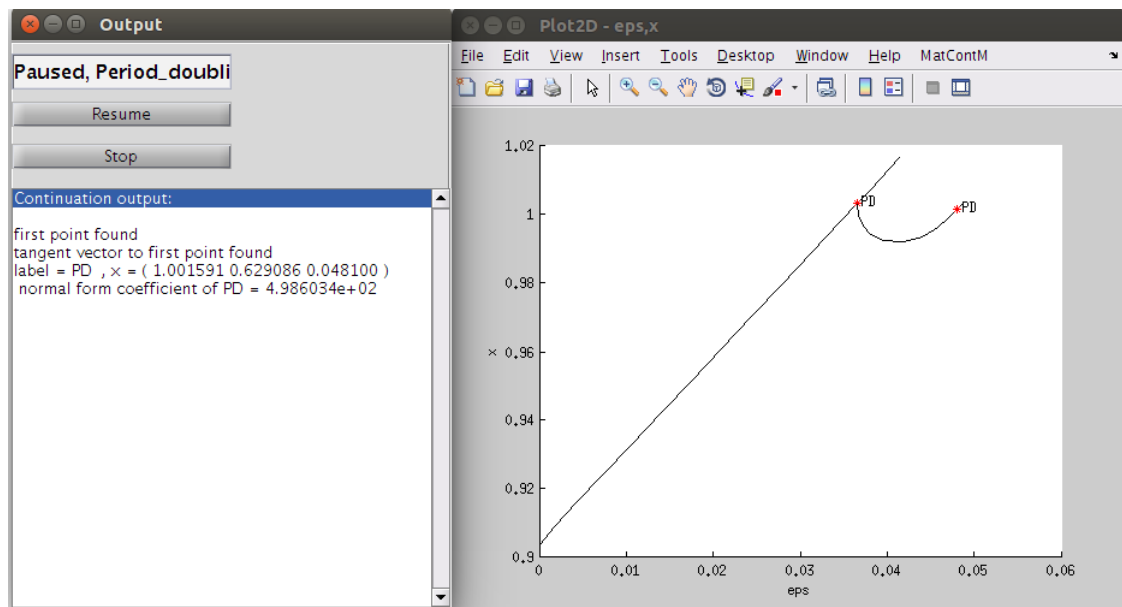 Output
Paused, Period_doubli
Resume
Stop
Continuation output:
first point found
tangent vector to first point found
label = PD , x = ( 1.001591 0.629086 0.048100 )
normal form coefficient of PD = 4.986034e+02
Plot2D - eps,x
File Edit View Insert Tools Desktop Window Help MatContM
1.02
1
0.98
x 0.96
0.94
0.92
0.9
PD
PD
0 0.01 0.02 0.03 0.04 0.05 0.06
eps